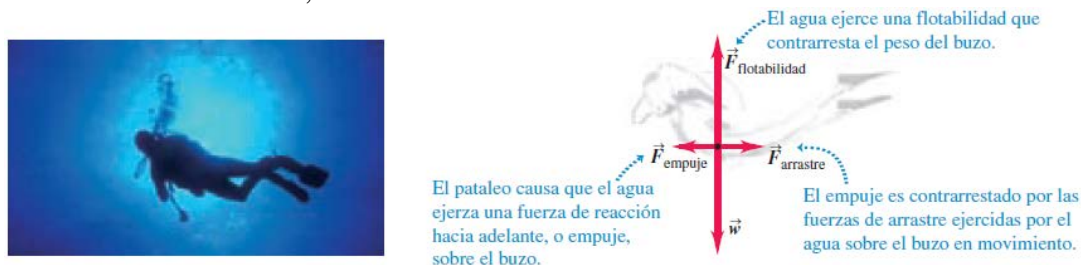 El agua ejerce una flotabilidad que
contrarresta el peso del buzo.
F flotabilidad
F empuje
F arrastre
El pataleo causa que el agua
ejerza una fuerza de reacción
hacia adelante, o empuje,
sobre el buzo.
w
El empuje es contrarrestado por las
fuerzas de arrastre ejercidas por el
agua sobre el buzo en movimiento.